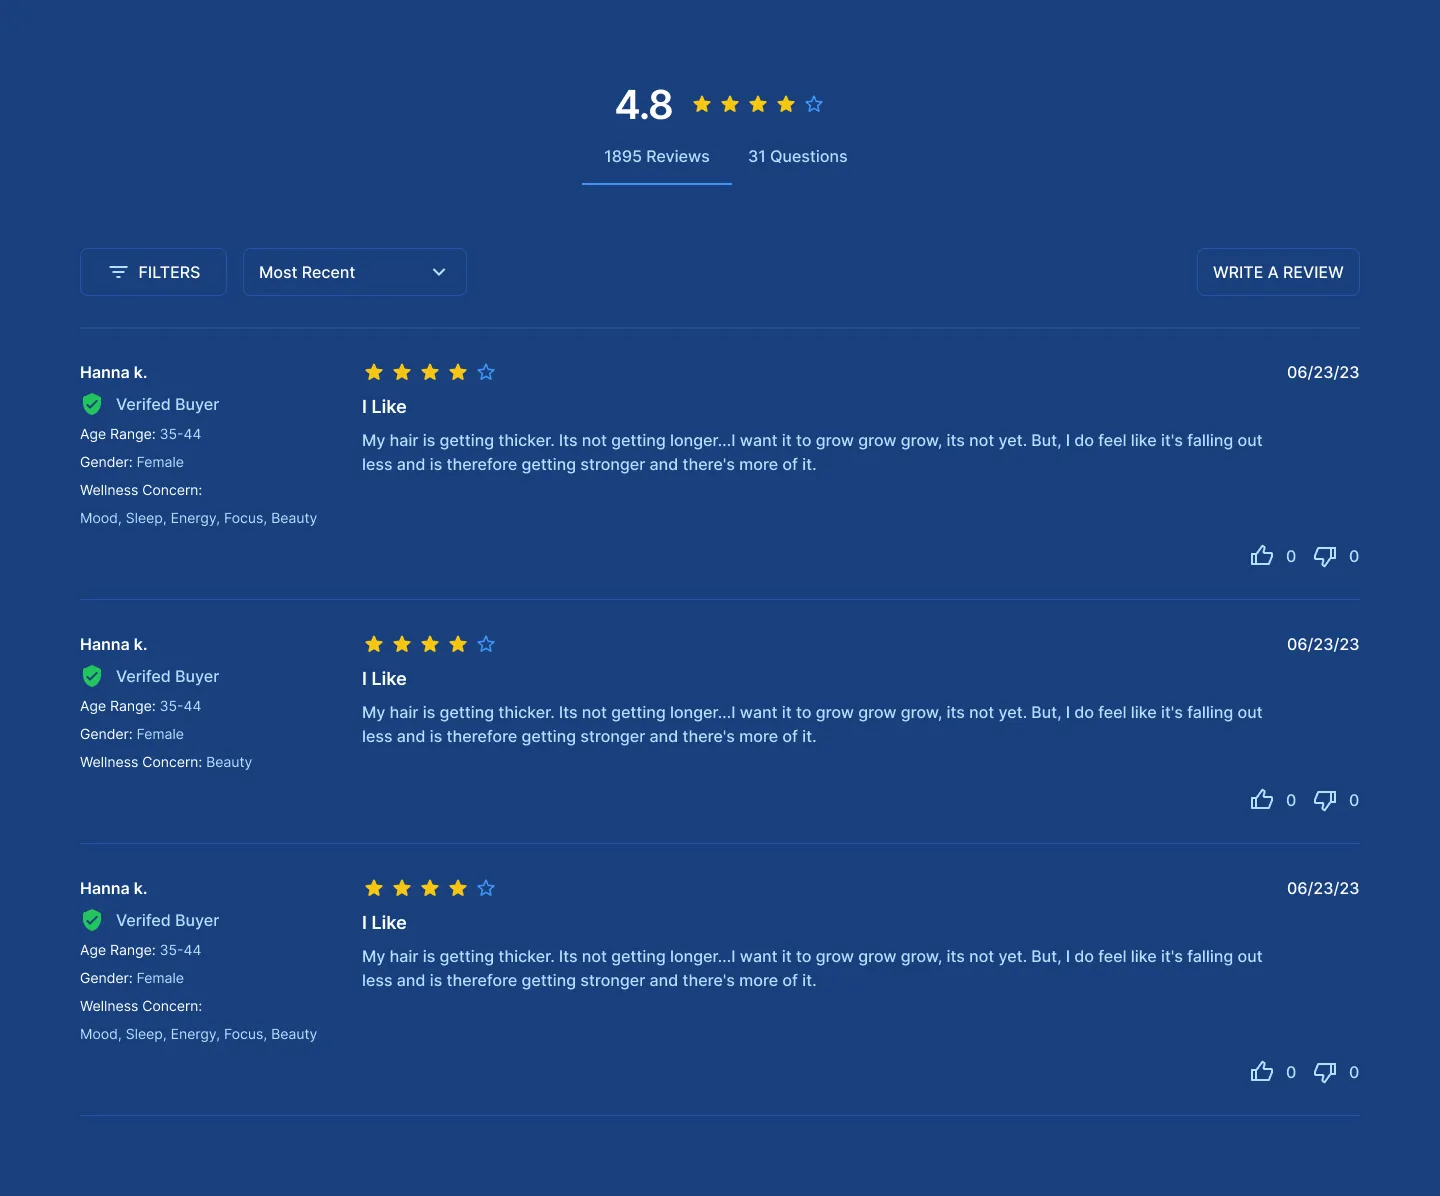 4.8
1895 Reviews 31 Questions
FILTERS Most Recent WRITE A REVIEW
Hanna k.
Verifed Buyer
Age Range: 35-44
Gender: Female
Wellness Concern:
Mood, Sleep, Energy, Focus, Beauty
06/23/23
I Like
My hair is getting thicker. Its not getting longer...I want it to grow grow grow, its not yet. But, I do feel like it's falling out
less and is therefore getting stronger and there's more of it.
0 0
Hanna k.
Verifed Buyer
Age Range: 35-44
Gender: Female
Wellness Concern: Beauty
06/23/23
I Like
My hair is getting thicker. Its not getting longer...I want it to grow grow grow, its not yet. But, I do feel like it's falling out
less and is therefore getting stronger and there's more of it.
0 0
Hanna k.
Verifed Buyer
Age Range: 35-44
Gender: Female
Wellness Concern:
Mood, Sleep, Energy, Focus, Beauty
06/23/23
I Like
My hair is getting thicker. Its not getting longer...I want it to grow grow grow, its not yet. But, I do feel like it's falling out
less and is therefore getting stronger and there's more of it.
0 0